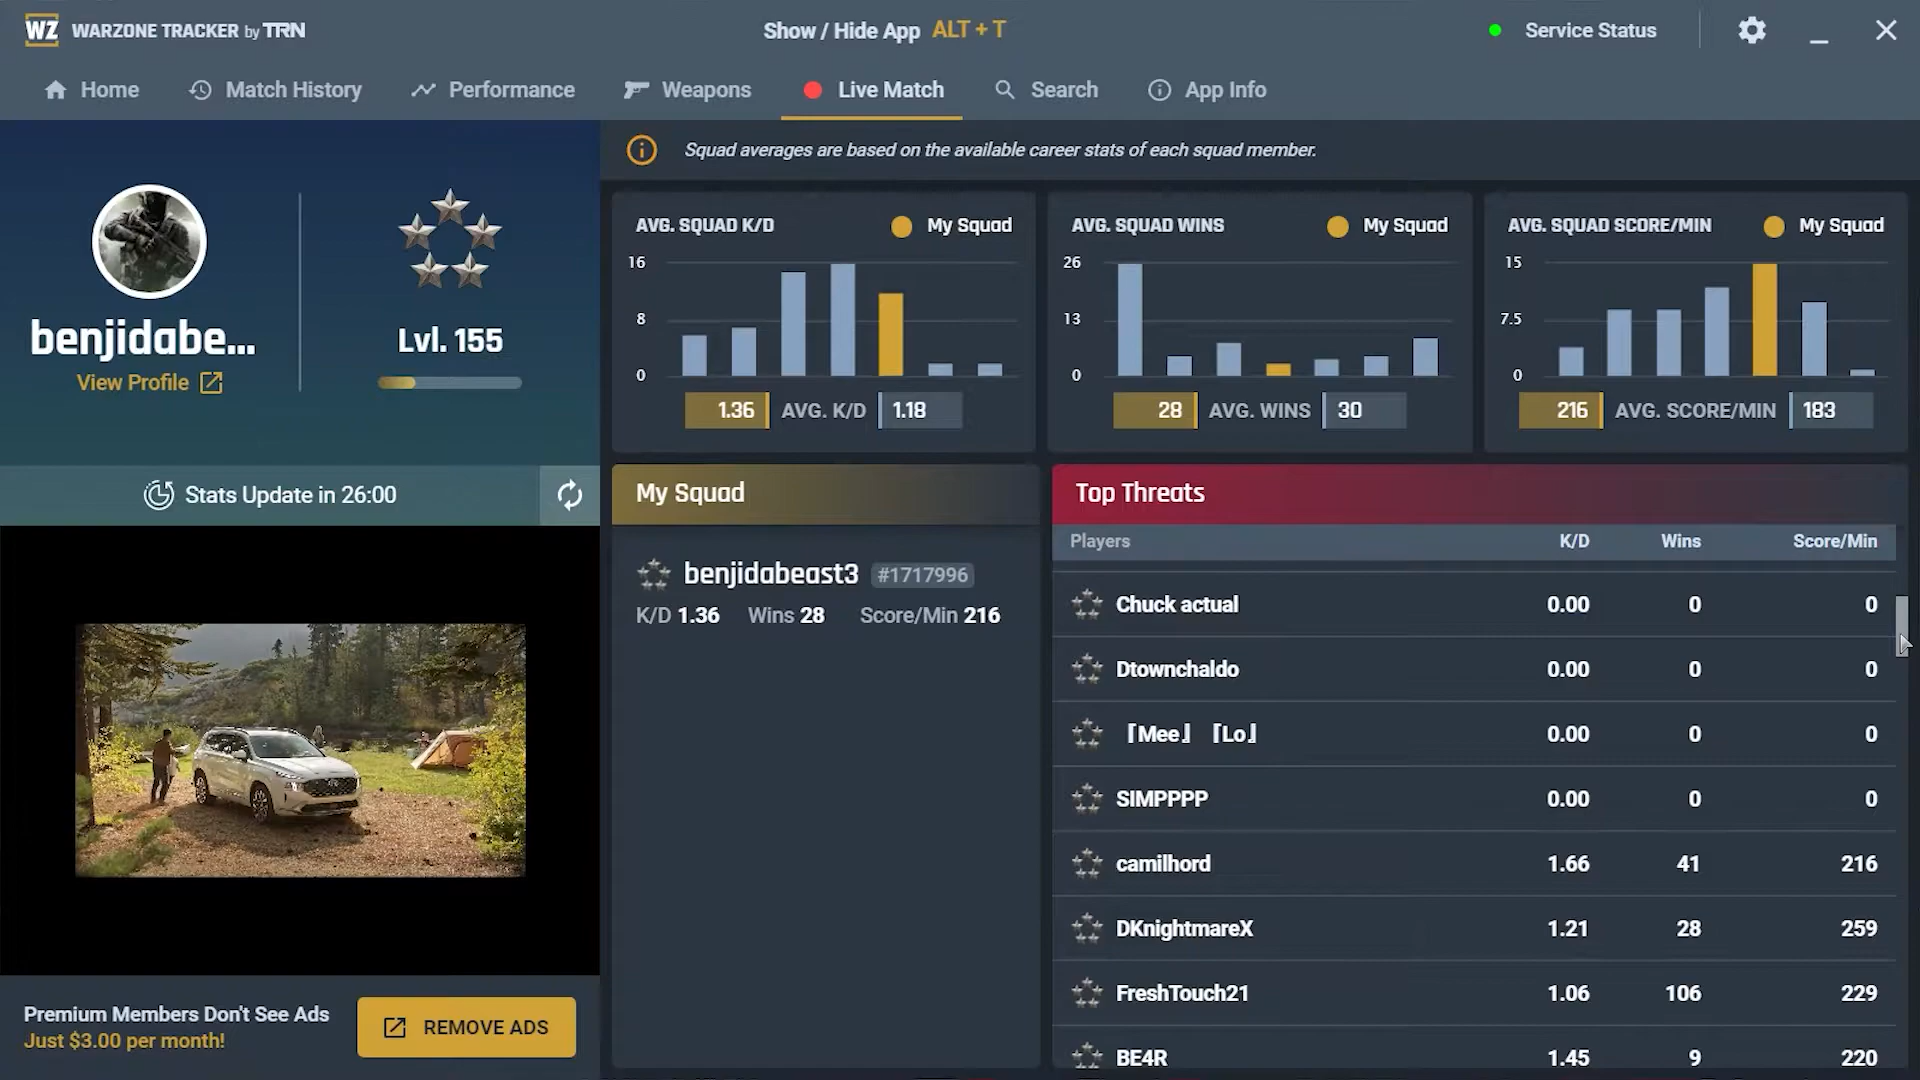 WZ WARZONE TRACKER by TRN
Show / Hide App ALT + T
Service Status
Home
Match History
Performance
Weapons
Live Match
Search
App Info
benjidabe...
View Profile
Lvl. 155
Stats Update in 26:00
Premium Members Don't See Ads
Just $3.00 per month!
REMOVE ADS
Squad averages are based on the available career stats of each squad member.
AVG. SQUAD K/D My Squad
16
8
0
1.36 AVG. K/D 1.18
AVG. SQUAD WINS My Squad
26
13
0
28 AVG. WINS 30
AVG. SQUAD SCORE/MIN My Squad
15
7.5
0
216 AVG. SCORE/MIN 183
My Squad
benjidabeast3 #1717996
K/D 1.36 Wins 28 Score/Min 216
Top Threats
Players K/D Wins Score/Min
Chuck actual 0.00 0 0
Dtownchaldo 0.00 0 0
『Mee』『Lo』 0.00 0 0
SIMPPPP 0.00 0 0
camilhord 1.66 41 216
DKnightmareX 1.21 28 259
FreshTouch21 1.06 106 229
BE4R 1.45 9 220